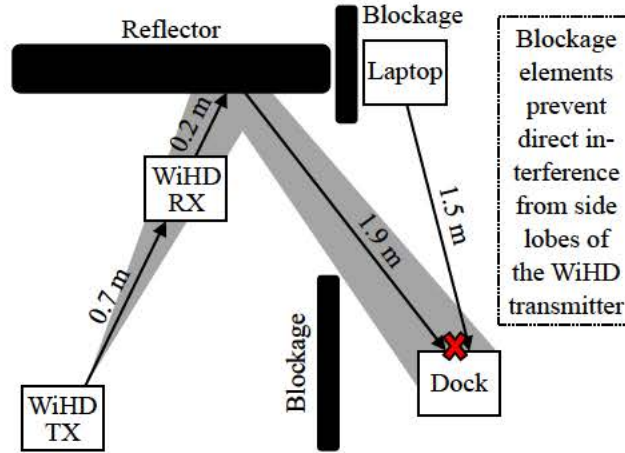 Reflector
Blockage
Laptop
Blockage
elements
prevent
direct in-
terference
from side
lobes of
the WiHD
transmitter
0.2 m
WiHD
RX
0.7 m
1.9 m
1.5 m
Blockage
Dock
WiHD
TX